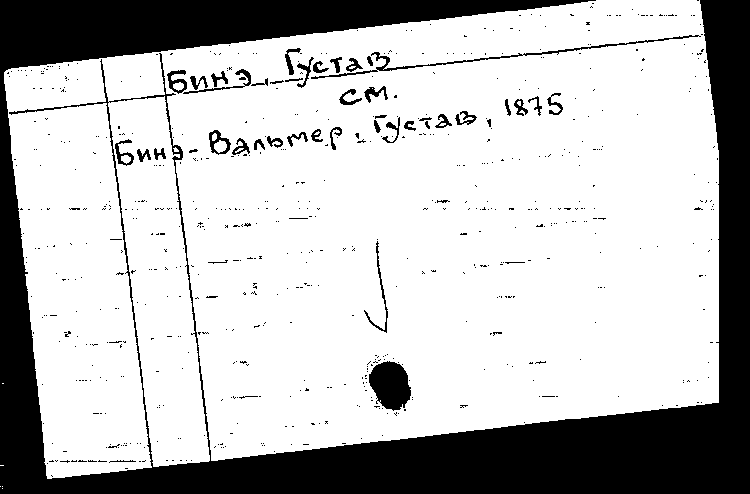 Бинэ, Густав
см.
Бинэ-Вальмер, Густав, 1875